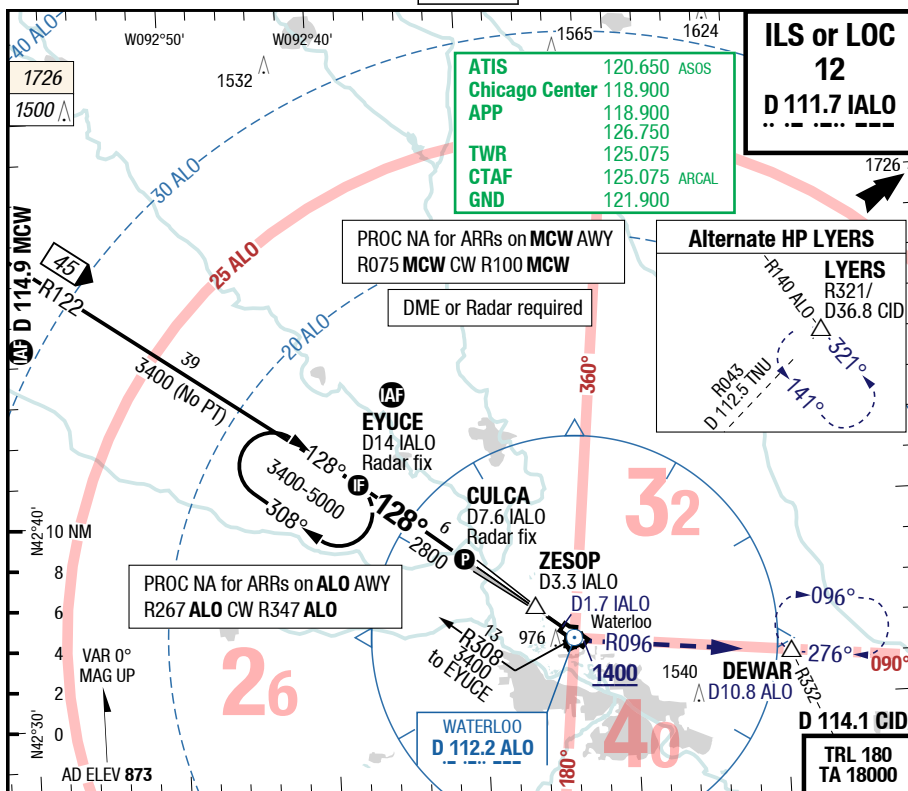 40 ALO
W092°50'
W092°40'
1565
1624
1532
1726
1500
ILS or LOC
12
D 111.7 IALO
ATIS 120.650 ASOS
Chicago Center 118.900
APP 118.900
126.750
TWR 125.075
CTAF 125.075 ARCAL
GND 121.900
1726
30 ALO
25 ALO
20 ALO
PROC NA for ARRs on MCW AWY
R075 MCW CW R100 MCW
DME or Radar required
Alternate HP LYERS
R140 ALO
LYERS
R321/
D36.8 CID
321°
141°
R043
D 112.5 TNU
IAF D 114.9 MCW
45
R122
39
3400 (No PT)
360°
IAF
EYUCE
D14 IALO
Radar fix
128°
IF
3400-5000
308°
128°
6
2800
CULCA
D7.6 IALO
Radar fix
P
32
N42°40'
10 NM
8
6
4
2
0
N42°30'
PROC NA for ARRs on ALO AWY
R267 ALO CW R347 ALO
ZESOP
D3.3 IALO
D1.7 IALO
Waterloo
976
R096
1400
13
R308
3400
to EYUCE
096°
276°
090°
DEWAR
D10.8 ALO
1540
R332
D 114.1 CID
VAR 0°
MAG UP
AD ELEV 873
26
WATERLOO
D 112.2 ALO
180°
40
TRL 180
TA 18000